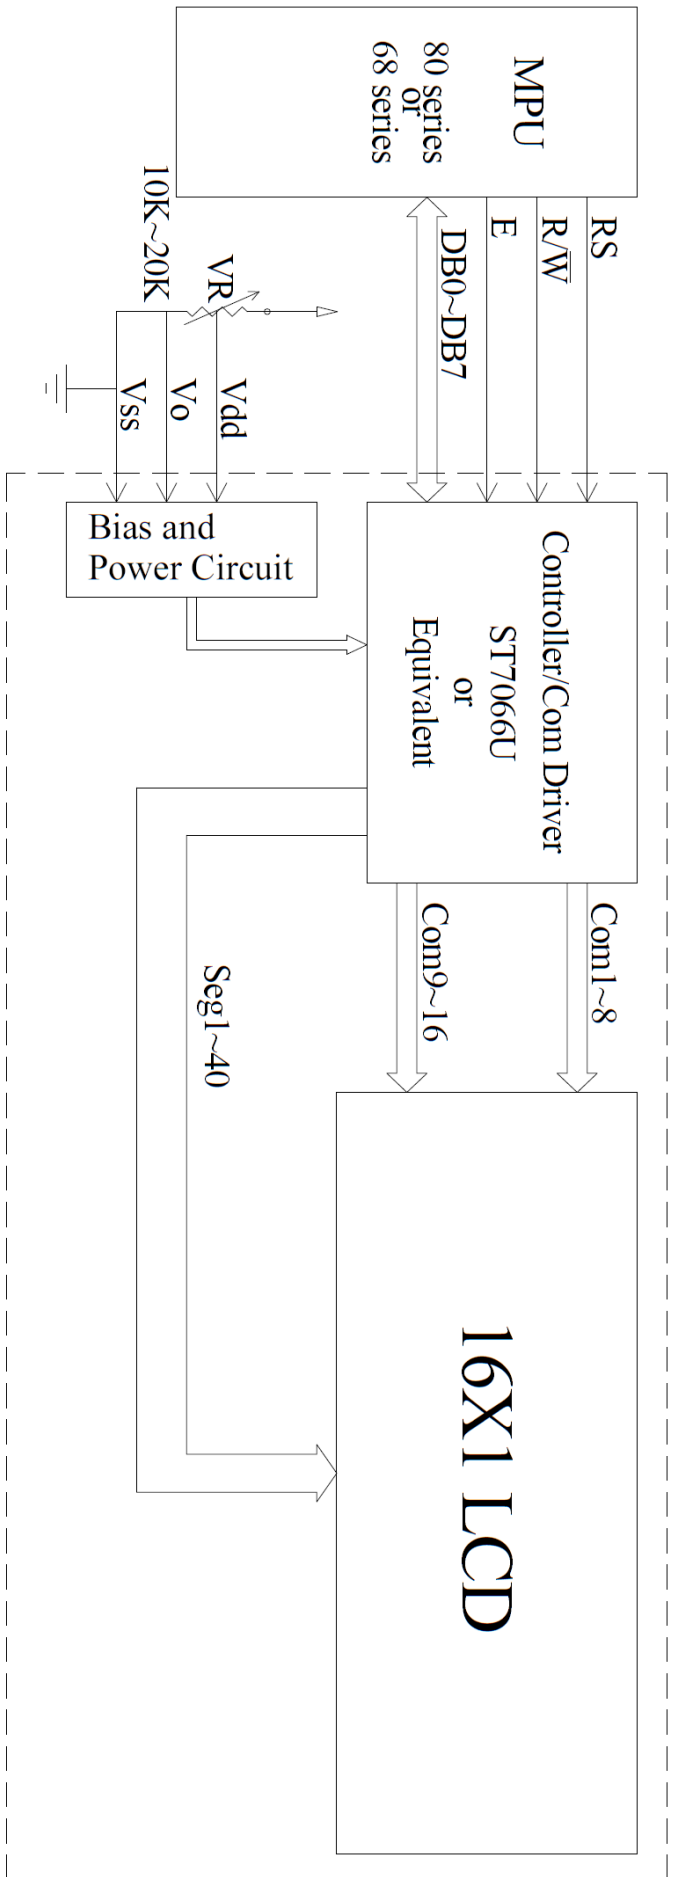 MPU
80 series
or
68 series
RS
R/W̅
E
DB0~DB7
VR
10K~20K
Vdd
Vo
Vss
Bias and
Power Circuit
Controller/Com Driver
ST7066U
or
Equivalent
Com1~8
Com9~16
Seg1~40
16X1 LCD